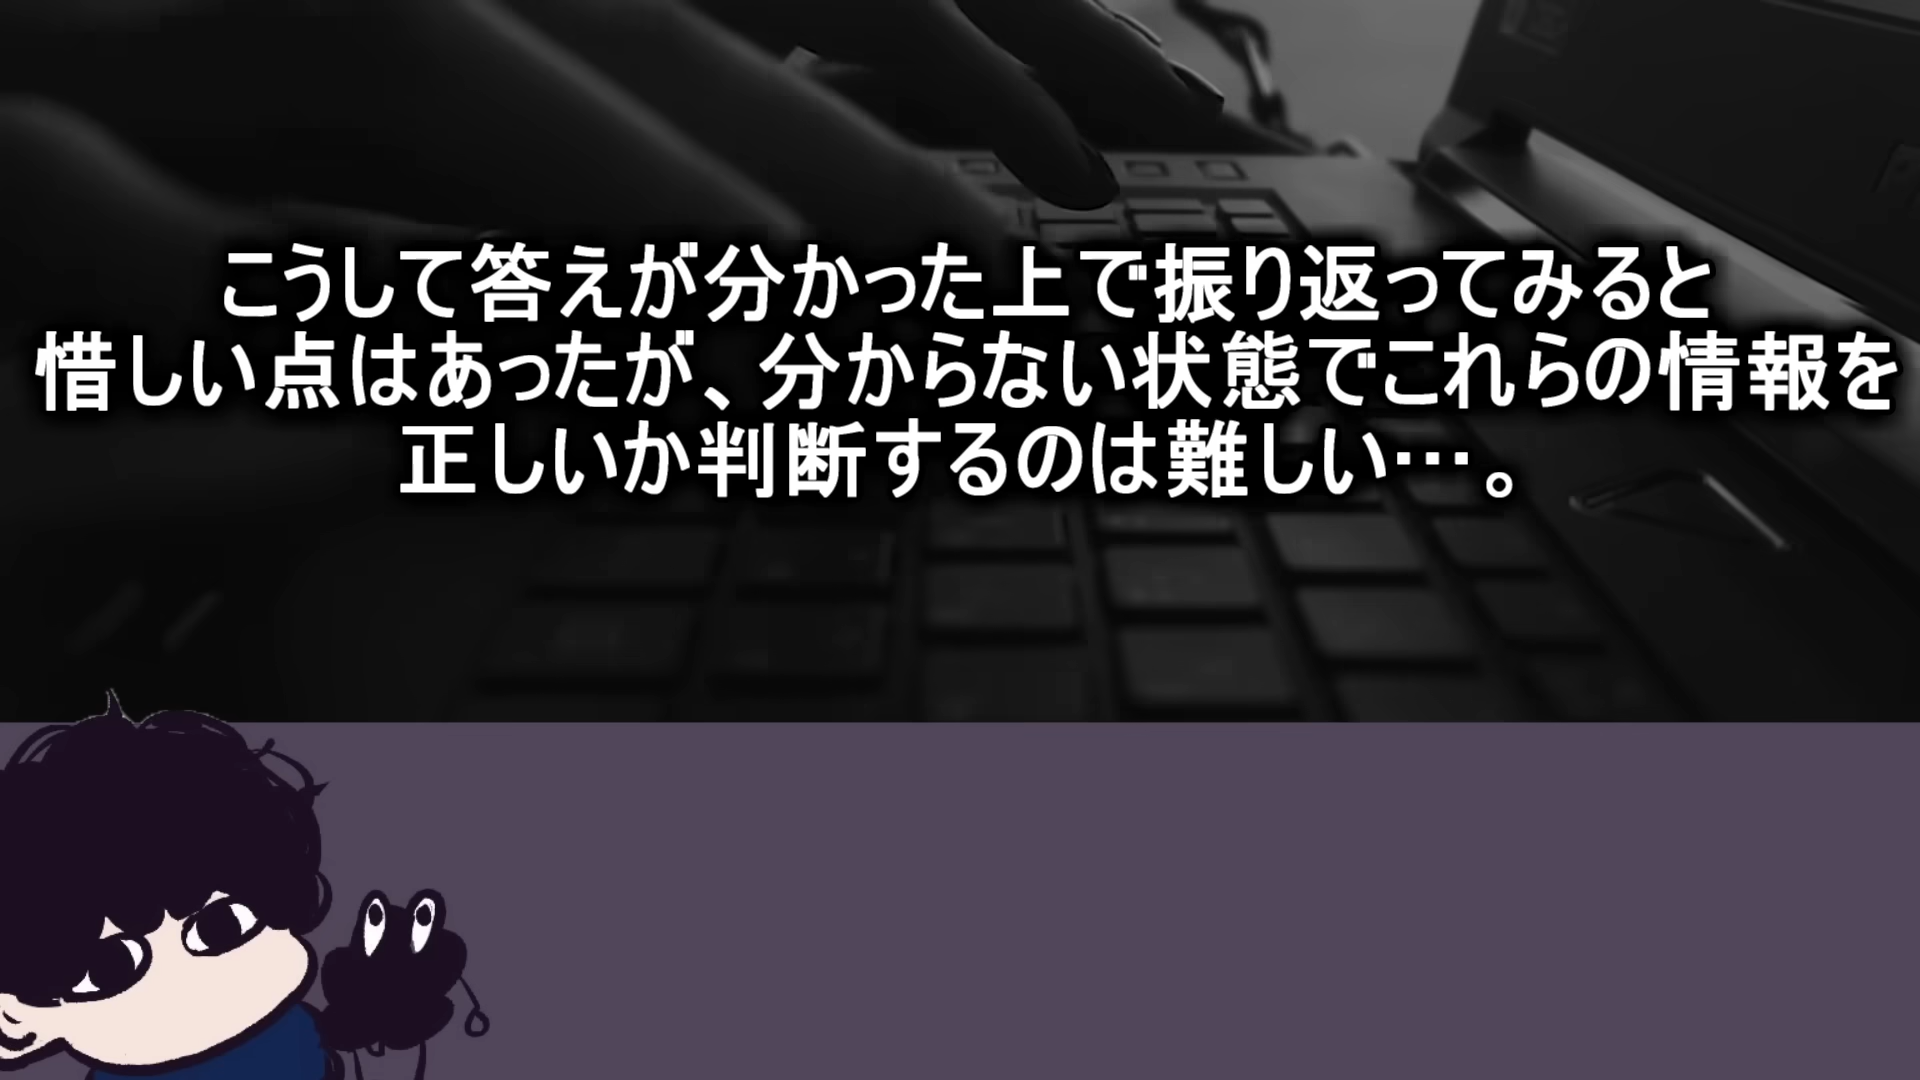 こうして答えが分かった上で振り返ってみると
惜しい点はあったが、分からない状態でこれらの情報を
正しいか判断するのは難しい…。